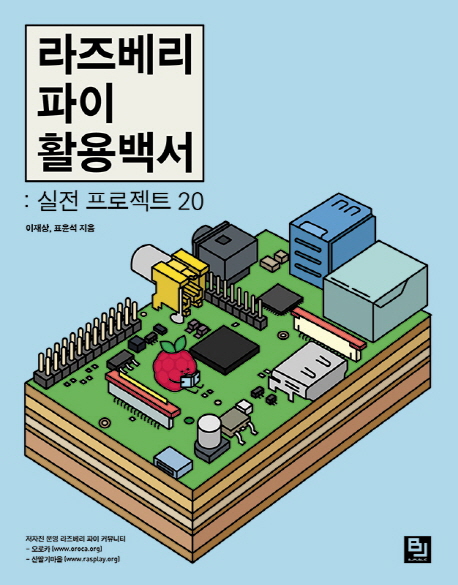 라즈베리
파이
활용백서
: 실전 프로젝트 20
이재상, 표윤석 지음
저자진 운영 라즈베리 파이 커뮤니티
- 오로카 (www.oroca.org)
- 산딸기마을 (www.rasplay.org)
BJ